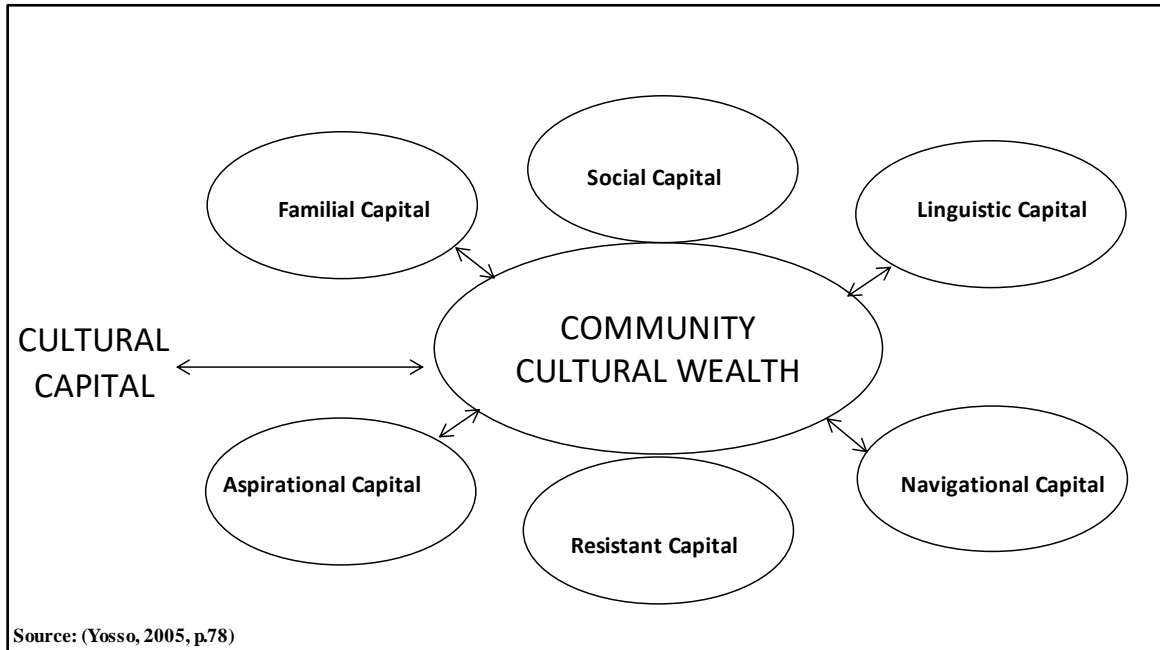 Social Capital
Familial Capital
Linguistic Capital
COMMUNITY
CULTURAL WEALTH
CULTURAL
CAPITAL
Aspirational Capital
Navigational Capital
Resistant Capital
Source: (Yosso, 2005, p.78)